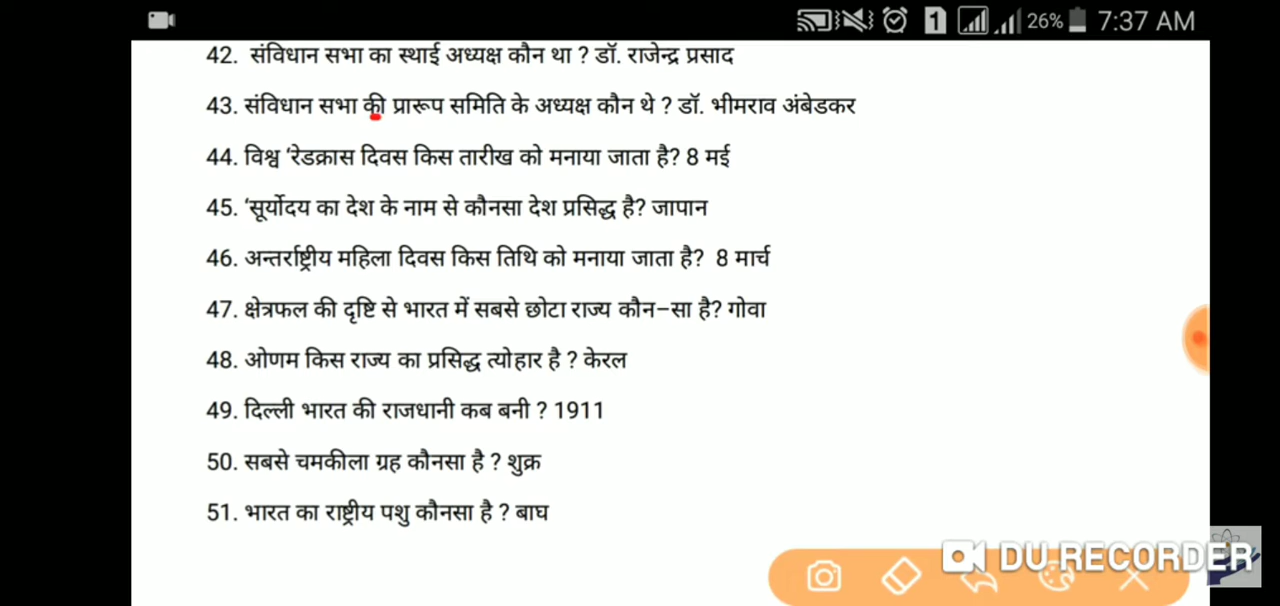 1 26% 7:37 AM
42. संविधान सभा का स्थाई अध्यक्ष कौन था ? डॉ. राजेन्द्र प्रसाद
43. संविधान सभा की प्रारूप समिति के अध्यक्ष कौन थे ? डॉ. भीमराव अंबेडकर
44. विश्व ‘रेडक्रास दिवस किस तारीख को मनाया जाता है? 8 मई
45. ‘सूर्योदय का देश के नाम से कौनसा देश प्रसिद्ध है? जापान
46. अन्तर्राष्ट्रीय महिला दिवस किस तिथि को मनाया जाता है? 8 मार्च
47. क्षेत्रफल की दृष्टि से भारत में सबसे छोटा राज्य कौन–सा है? गोवा
48. ओणम किस राज्य का प्रसिद्ध त्योहार है ? केरल
49. दिल्ली भारत की राजधानी कब बनी ? 1911
50. सबसे चमकीला ग्रह कौनसा है ? शुक्र
51. भारत का राष्ट्रीय पशु कौनसा है ? बाघ
DU RECORDER